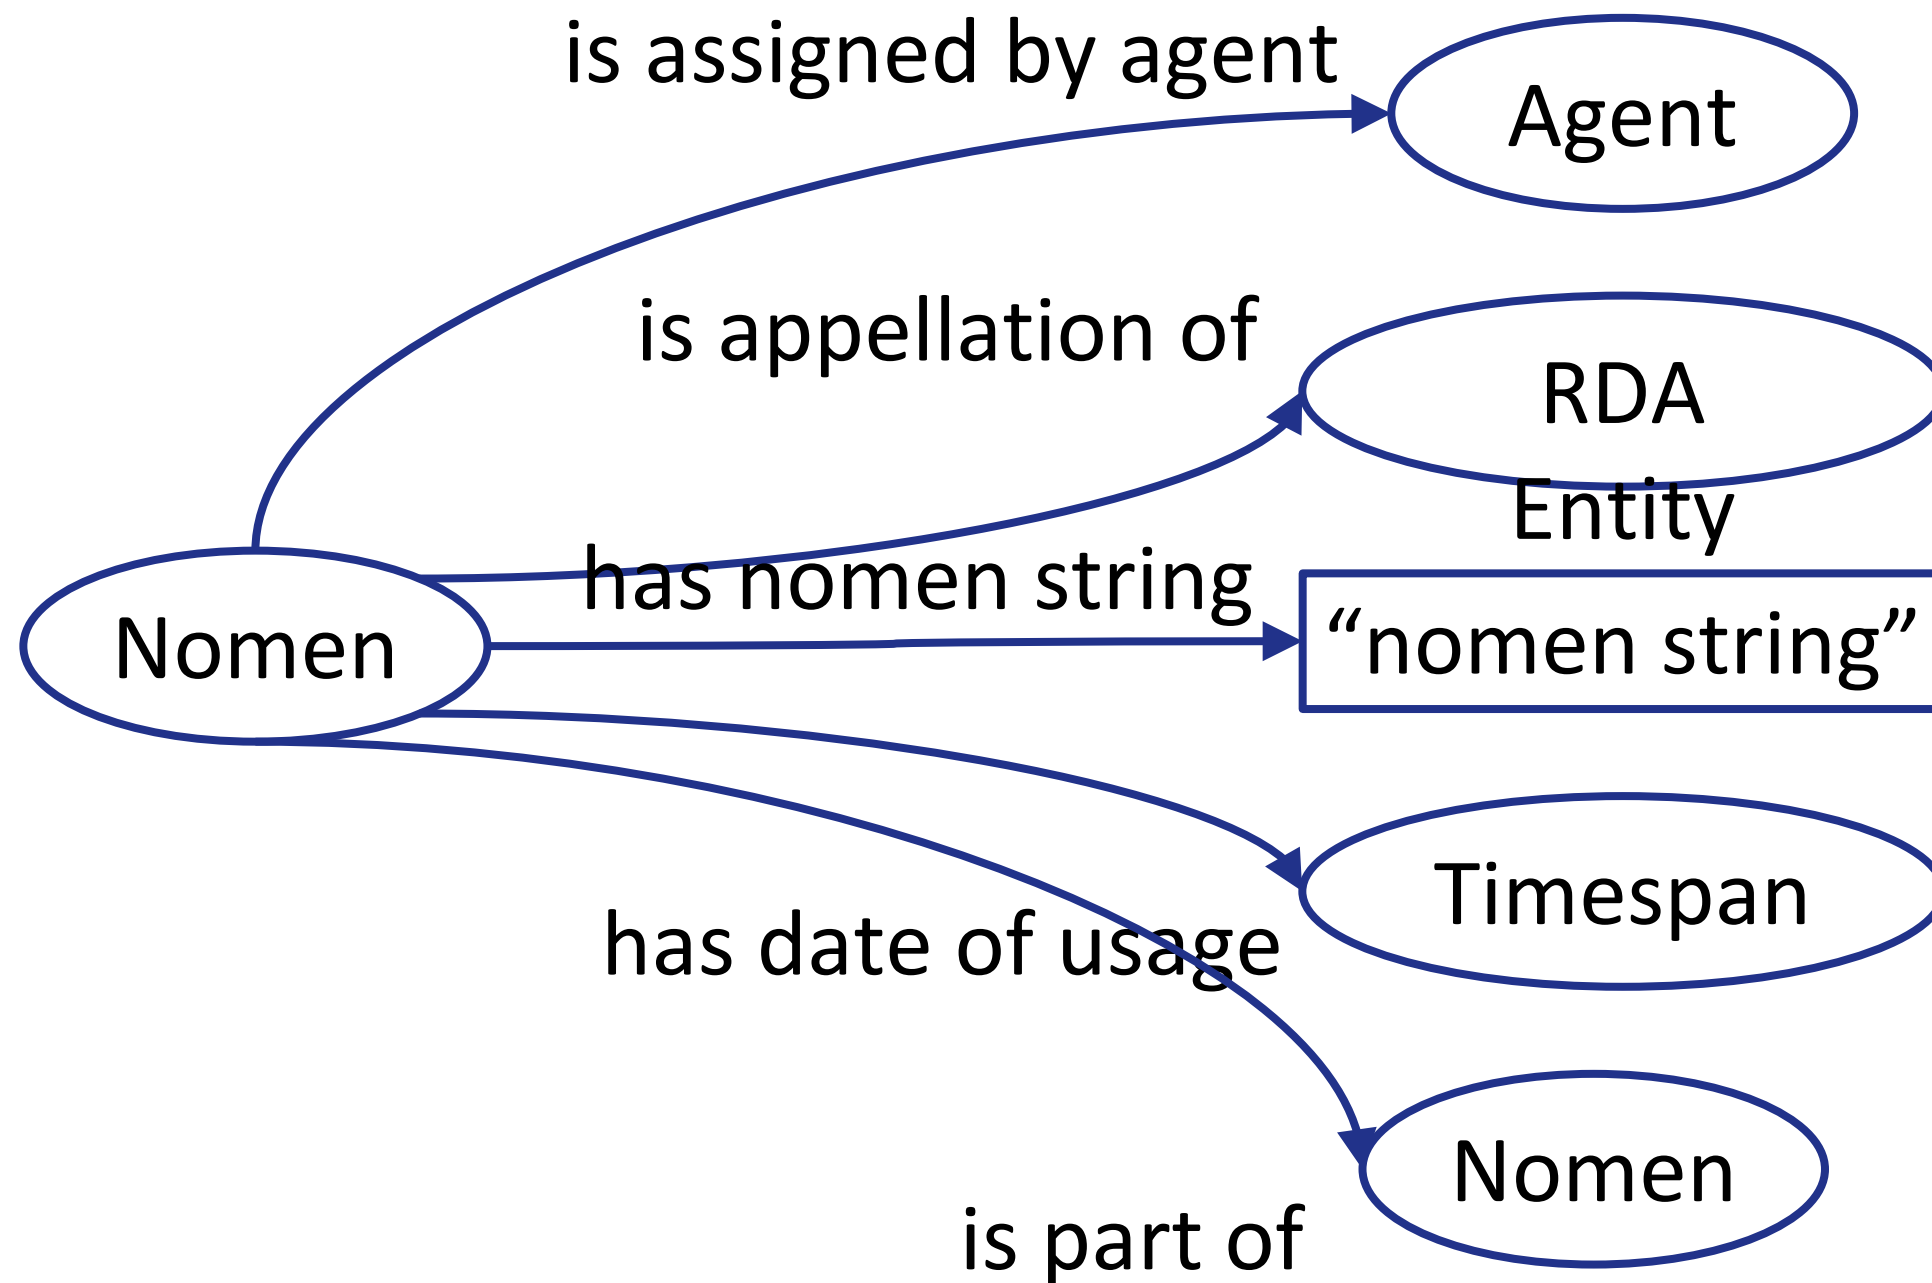 is assigned by agent
Agent
is appellation of
RDA
Entity
has nomen string
“nomen string”
Nomen
Timespan
has date of usage
Nomen
is part of